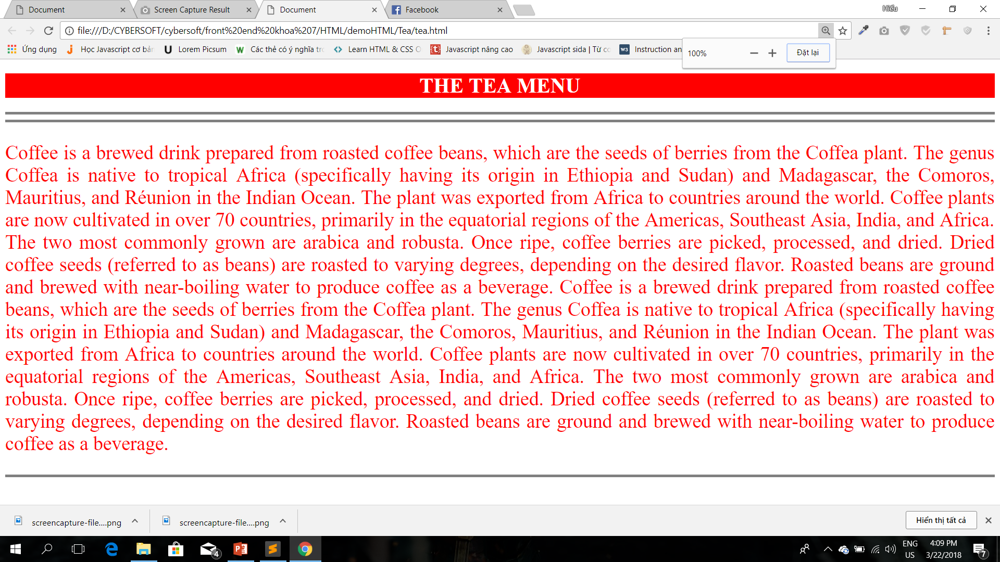 Document
Screen Capture Result
Document
Facebook
Hiếu
file:///D:/CYBERSOFT/cybersoft/front%20end%20khoa%207/HTML/demoHTML/Tea/tea.html
Ứng dụng
Học Javascript cơ bản
Lorem Picsum
Các thẻ có ý nghĩa trc
Learn HTML & CSS O
Javascript nâng cao
Javascript sida | Từ cc
Instruction an
100%
Đặt lại
THE TEA MENU
Coffee is a brewed drink prepared from roasted coffee beans, which are the seeds of berries from the Coffea plant. The genus
Coffea is native to tropical Africa (specifically having its origin in Ethiopia and Sudan) and Madagascar, the Comoros,
Mauritius, and Réunion in the Indian Ocean. The plant was exported from Africa to countries around the world. Coffee plants
are now cultivated in over 70 countries, primarily in the equatorial regions of the Americas, Southeast Asia, India, and Africa.
The two most commonly grown are arabica and robusta. Once ripe, coffee berries are picked, processed, and dried. Dried
coffee seeds (referred to as beans) are roasted to varying degrees, depending on the desired flavor. Roasted beans are ground
and brewed with near-boiling water to produce coffee as a beverage. Coffee is a brewed drink prepared from roasted coffee
beans, which are the seeds of berries from the Coffea plant. The genus Coffea is native to tropical Africa (specifically having
its origin in Ethiopia and Sudan) and Madagascar, the Comoros, Mauritius, and Réunion in the Indian Ocean. The plant was
exported from Africa to countries around the world. Coffee plants are now cultivated in over 70 countries, primarily in the
equatorial regions of the Americas, Southeast Asia, India, and Africa. The two most commonly grown are arabica and
robusta. Once ripe, coffee berries are picked, processed, and dried. Dried coffee seeds (referred to as beans) are roasted to
varying degrees, depending on the desired flavor. Roasted beans are ground and brewed with near-boiling water to produce
coffee as a beverage.
screencapture-file....png
screencapture-file....png
Hiển thị tất cả
4
ENG
US
4:09 PM
3/22/2018
7